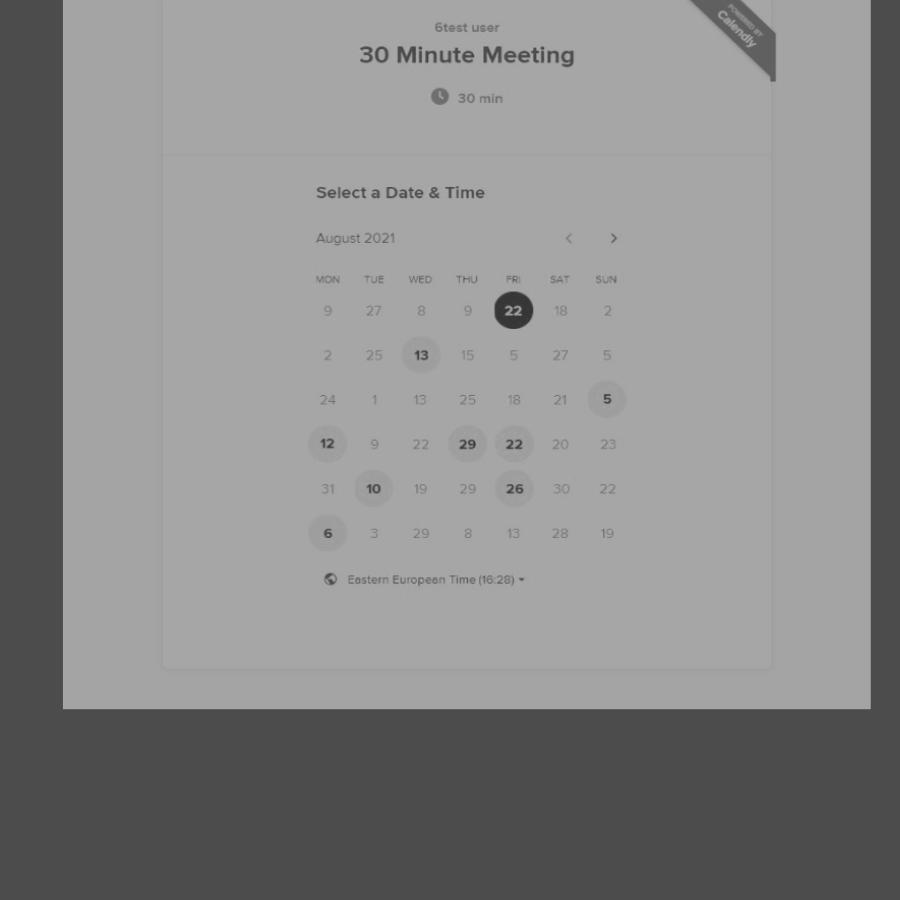 POWERED BY
Calendly
6test user
30 Minute Meeting
30 min
Select a Date & Time
August 2021
MON TUE WED THU FRI SAT SUN
9 27 8 9 22 18 2
2 25 13 15 5 27 5
24 1 13 25 18 21 5
12 9 22 29 22 20 23
31 10 19 29 26 30 22
6 3 29 8 13 28 19
Eastern European Time (16:28)